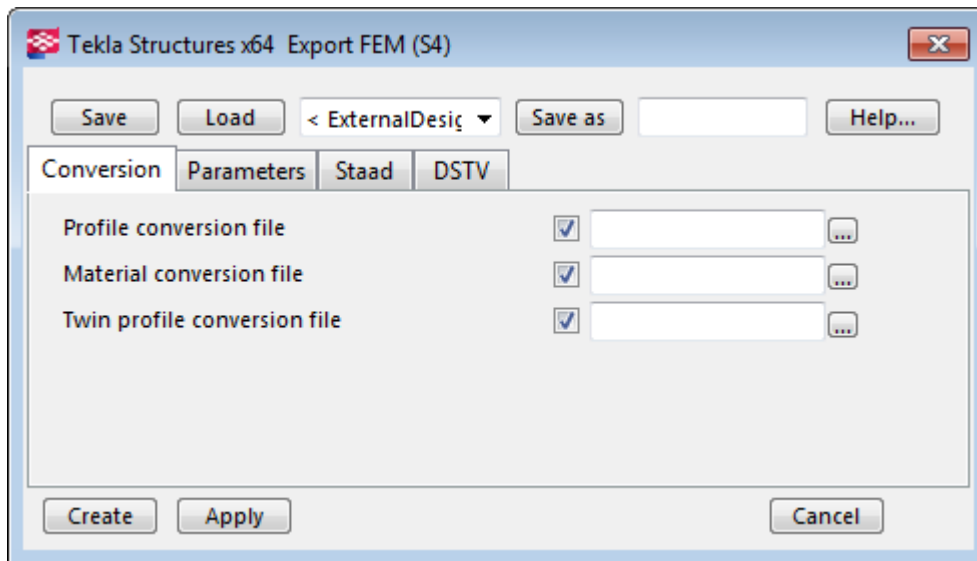 Tekla Structures x64 Export FEM (S4)
Save Load < ExternalDesig Save as Help...
Conversion Parameters Staad DSTV
Profile conversion file ...
Material conversion file ...
Twin profile conversion file ...
Create Apply Cancel